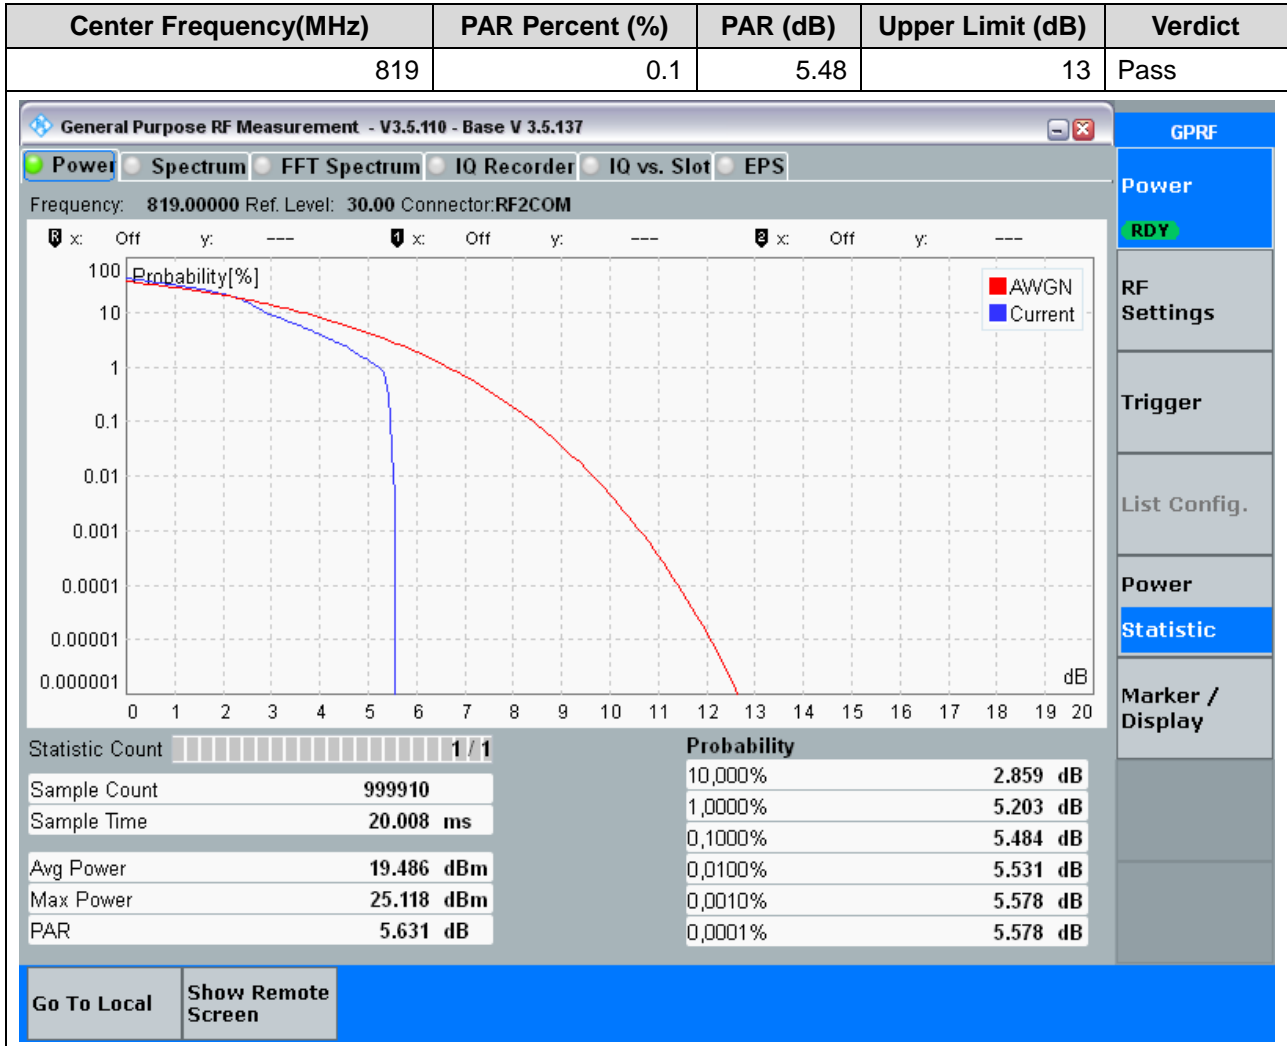 Center Frequency(MHz) PAR Percent (%) PAR (dB) Upper Limit (dB) Verdict
819 0.1 5.48 13 Pass
General Purpose RF Measurement - V3.5.110 - Base V 3.5.137
GPRF
Power Spectrum FFT Spectrum IQ Recorder IQ vs. Slot EPS
Frequency: 819.00000 Ref. Level: 30.00 Connector:RF2COM
R x: Off y: --- 1 x: Off y: --- 2 x: Off y: ---
Probability[%]
AWGN
Current
100
10
1
0.1
0.01
0.001
0.0001
0.00001
0.000001
dB
0 1 2 3 4 5 6 7 8 9 10 11 12 13 14 15 16 17 18 19 20
Statistic Count 1 / 1
Sample Count 999910
Sample Time 20.008 ms
Avg Power 19.486 dBm
Max Power 25.118 dBm
PAR 5.631 dB
Probability
10,000% 2.859 dB
1,0000% 5.203 dB
0,1000% 5.484 dB
0,0100% 5.531 dB
0,0010% 5.578 dB
0,0001% 5.578 dB
Power
RDY
RF
Settings
Trigger
List Config.
Power
Statistic
Marker /
Display
Go To Local
Show Remote
Screen